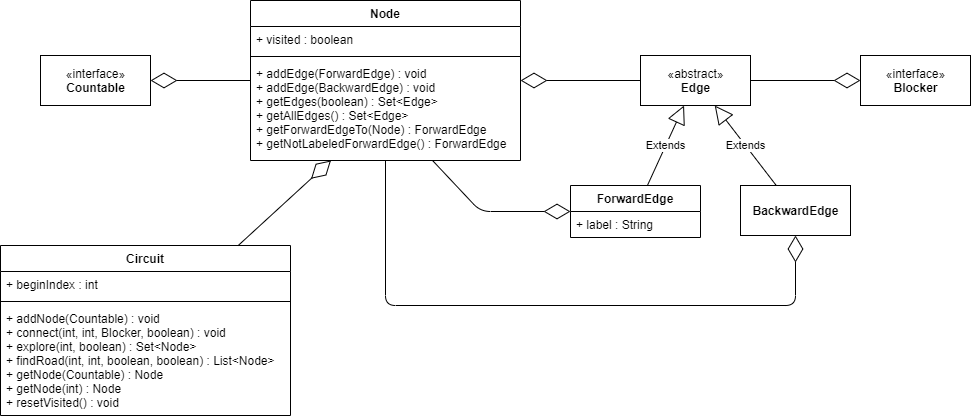 Node
+ visited : boolean
+ addEdge(ForwardEdge) : void
+ addEdge(BackwardEdge) : void
+ getEdges(boolean) : Set<Edge>
+ getAllEdges() : Set<Edge>
+ getForwardEdgeTo(Node) : ForwardEdge
+ getNotLabeledForwardEdge() : ForwardEdge
«interface»
Countable
«abstract»
Edge
«interface»
Blocker
Extends
Extends
ForwardEdge
+ label : String
BackwardEdge
Circuit
+ beginIndex : int
+ addNode(Countable) : void
+ connect(int, int, Blocker, boolean) : void
+ explore(int, boolean) : Set<Node>
+ findRoad(int, int, boolean, boolean) : List<Node>
+ getNode(Countable) : Node
+ getNode(int) : Node
+ resetVisited() : void